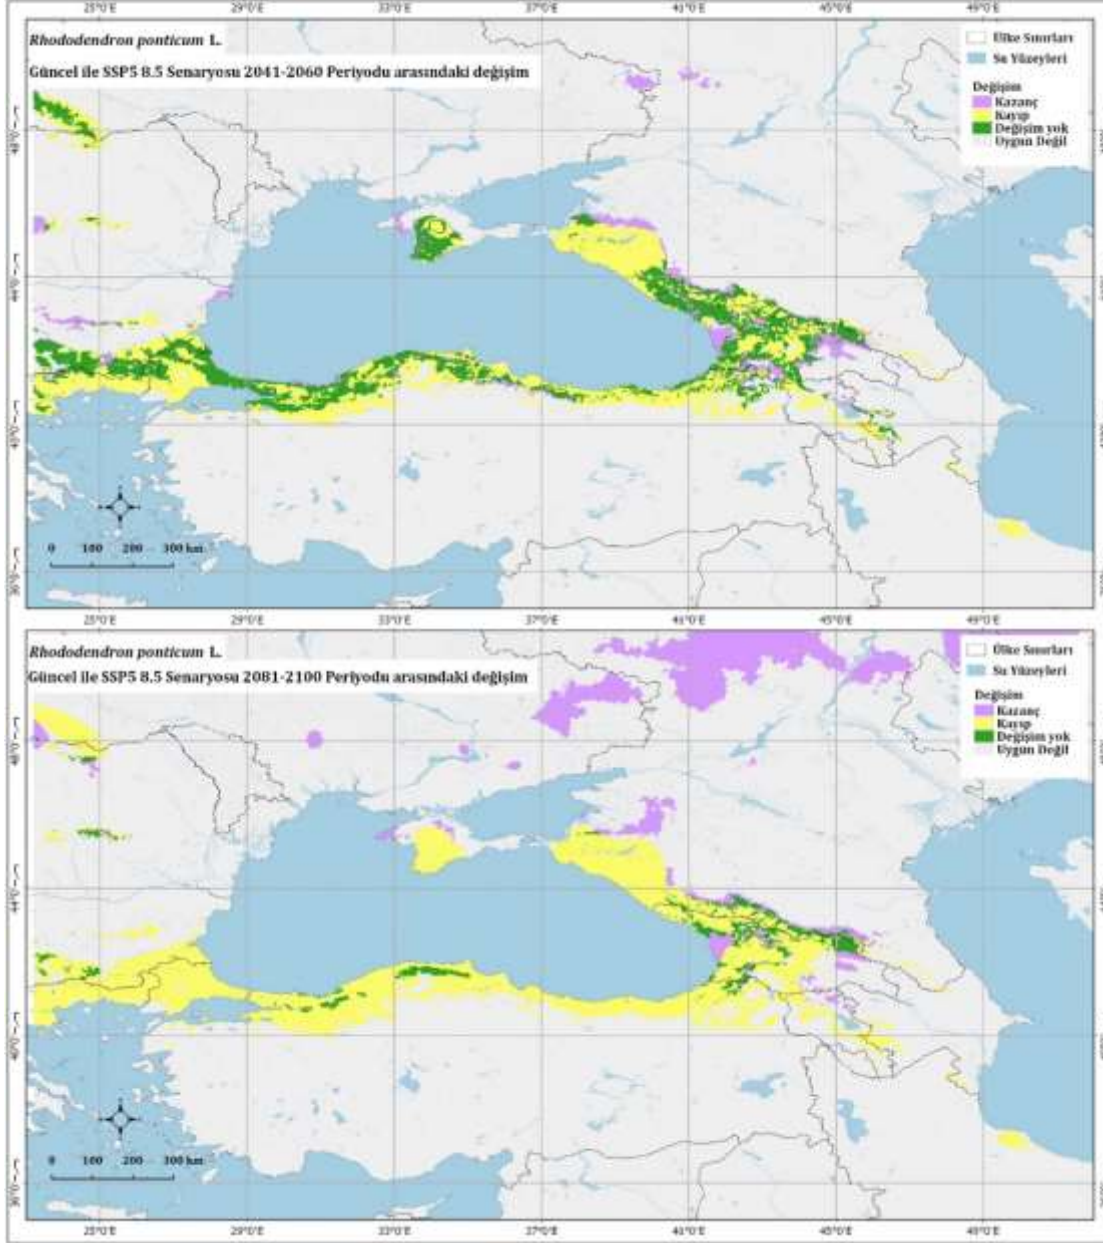 Rhododendron ponticum L.
Güncel ile SSP5 8.5 Senaryosu 2041-2060 Periyodu arasındaki değişim
Ülke Sınırları
Su Yüzeyleri
Değişim
Kazanç
Kayıp
Değişim yok
Uygun Değil
0 100 200 300 km
25°0'E 29°0'E 33°0'E 37°0'E 41°0'E 45°0'E 49°0'E
Rhododendron ponticum L.
Güncel ile SSP5 8.5 Senaryosu 2081-2100 Periyodu arasındaki değişim
Ülke Sınırları
Su Yüzeyleri
Değişim
Kazanç
Kayıp
Değişim yok
Uygun Değil
0 100 200 300 km
25°0'E 29°0'E 33°0'E 37°0'E 41°0'E 45°0'E 49°0'E